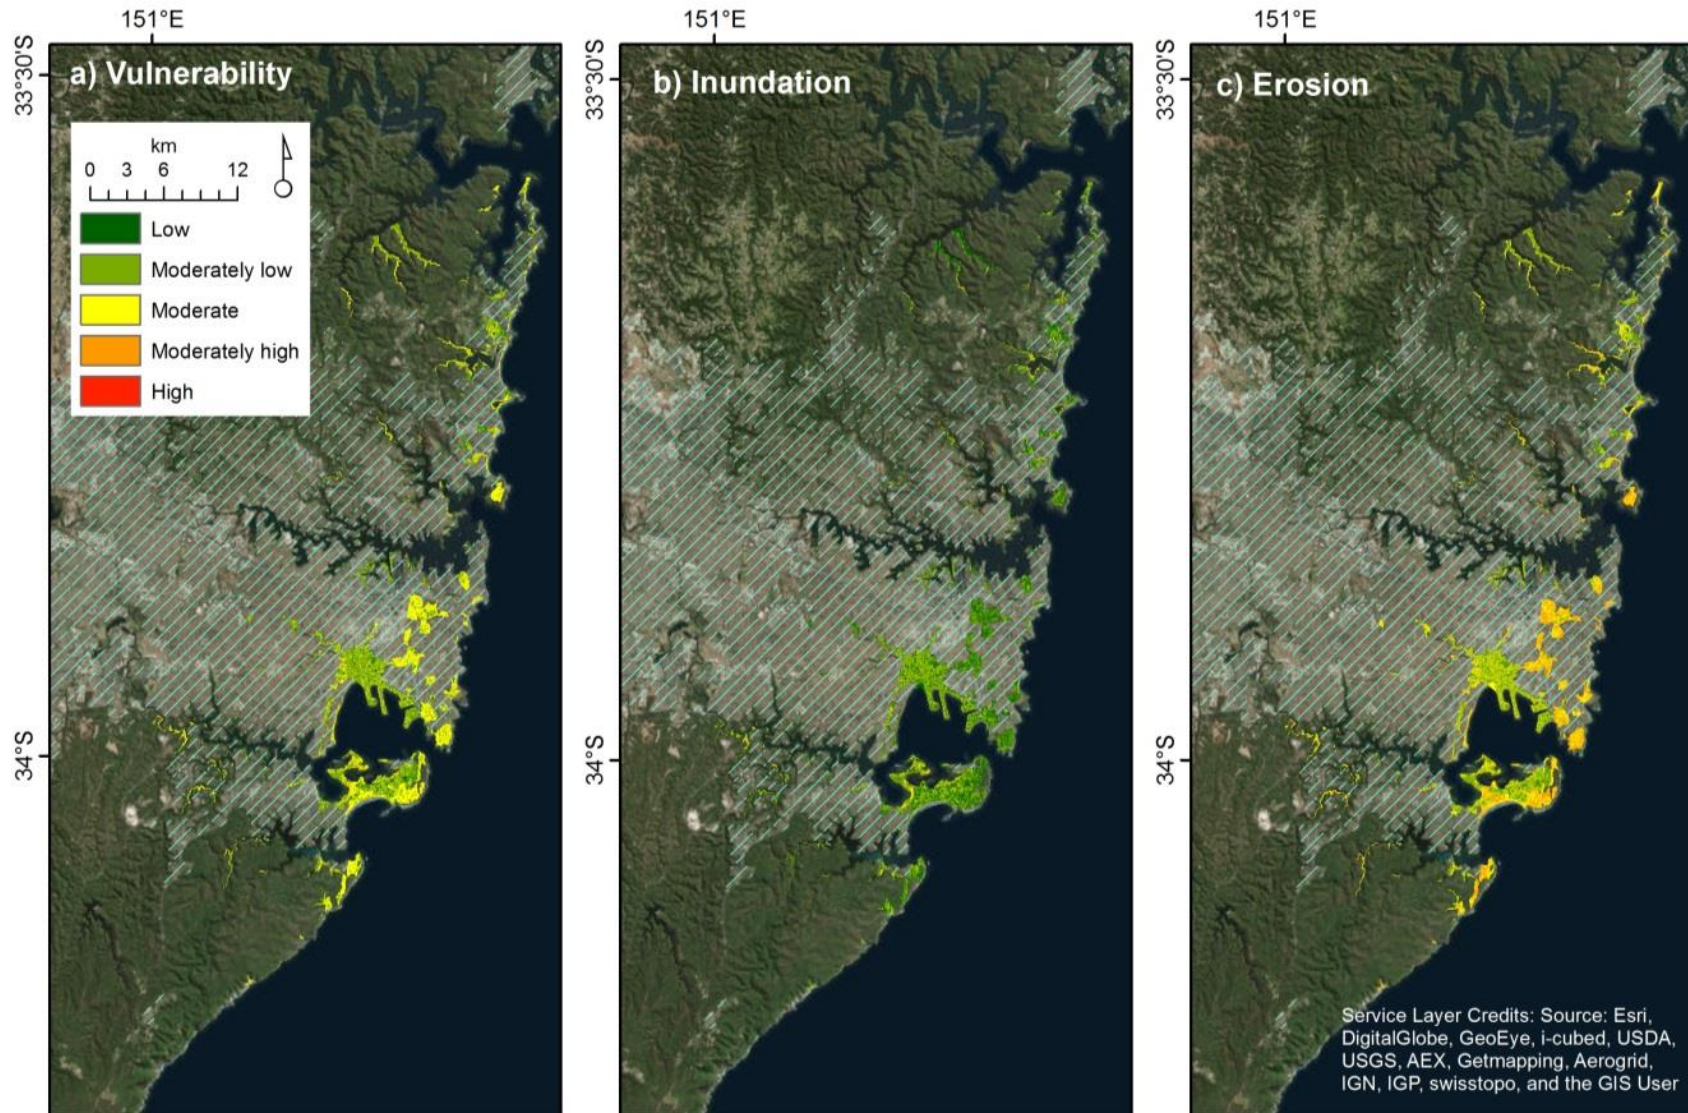 151°E
151°E
151°E
33°30'S
33°30'S
33°30'S
a) Vulnerability
b) Inundation
c) Erosion
km
0 3 6 12
Low
Moderately low
Moderate
Moderately high
High
34°S
34°S
34°S
Service Layer Credits: Source: Esri,
DigitalGlobe, GeoEye, i-cubed, USDA,
USGS, AEX, Getmapping, Aerogrid,
IGN, IGP, swisstopo, and the GIS User